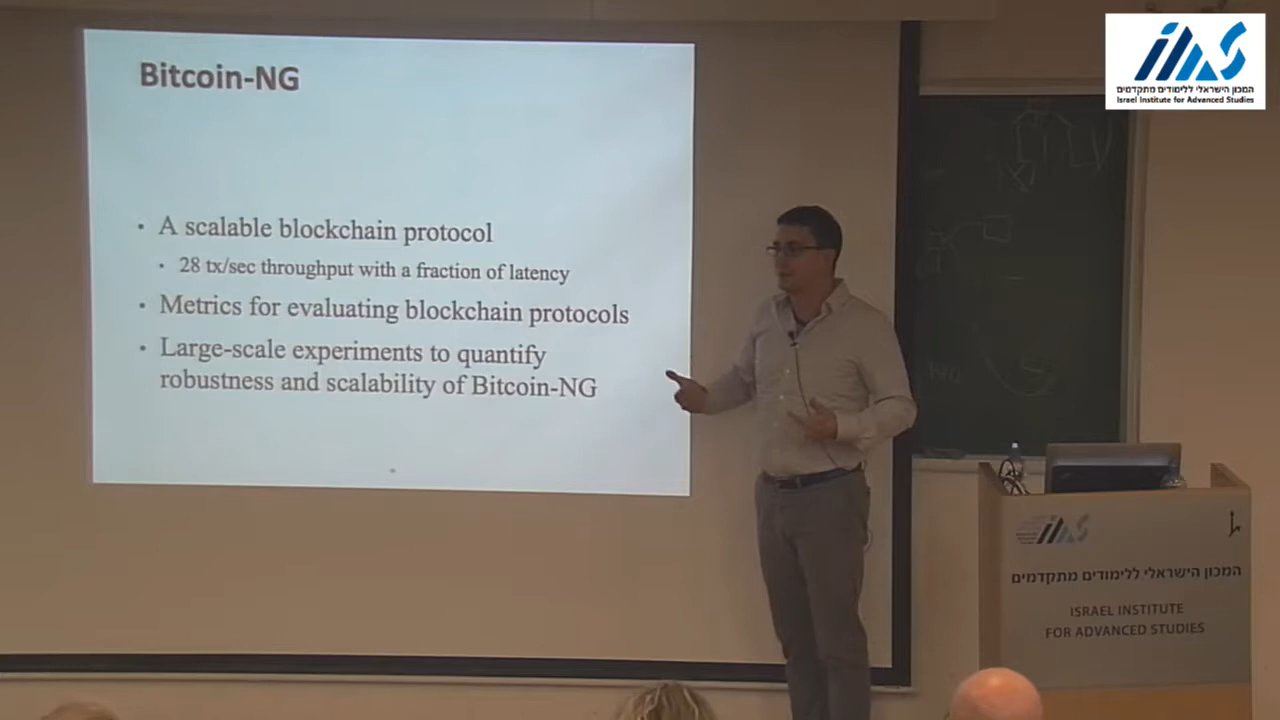 Bitcoin-NG
• A scalable blockchain protocol
• 28 tx/sec throughput with a fraction of latency
• Metrics for evaluating blockchain protocols
• Large-scale experiments to quantify
robustness and scalability of Bitcoin-NG
המכון הישראלי ללימודים מתקדמים
Israel Institute for Advanced Studies
המכון הישראלי ללימודים מתקדמים
ISRAEL INSTITUTE
FOR ADVANCED STUDIES